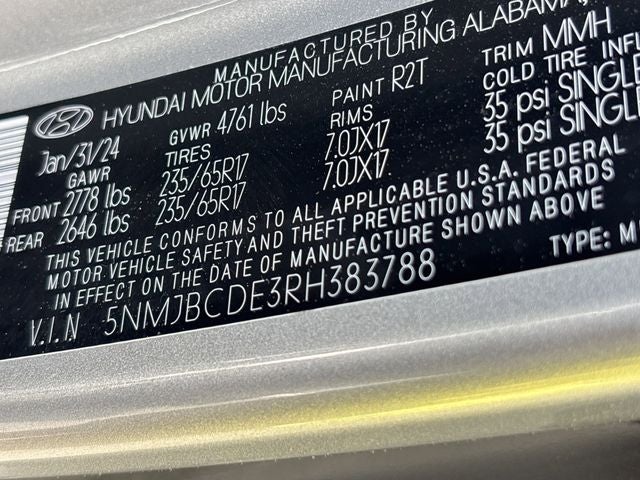 MANUFACTURED BY
HYUNDAI MOTOR MANUFACTURING ALABAMA,
Jan/31/24 GVWR 4761 lbs PAINT R2T TRIM MMH
GAWR TIRES RIMS COLD TIRE INFL
FRONT 2778 lbs 235/65R17 7.0JX17 35 psi SINGLE
REAR 2646 lbs 235/65R17 7.0JX17 35 psi SINGLE
THIS VEHICLE CONFORMS TO ALL APPLICABLE U.S.A. FEDERAL
MOTOR VEHICLE SAFETY AND THEFT PREVENTION STANDARDS
IN EFFECT ON THE DATE OF MANUFACTURE SHOWN ABOVE
V.I.N 5NMJBCDE3RH383788 TYPE: